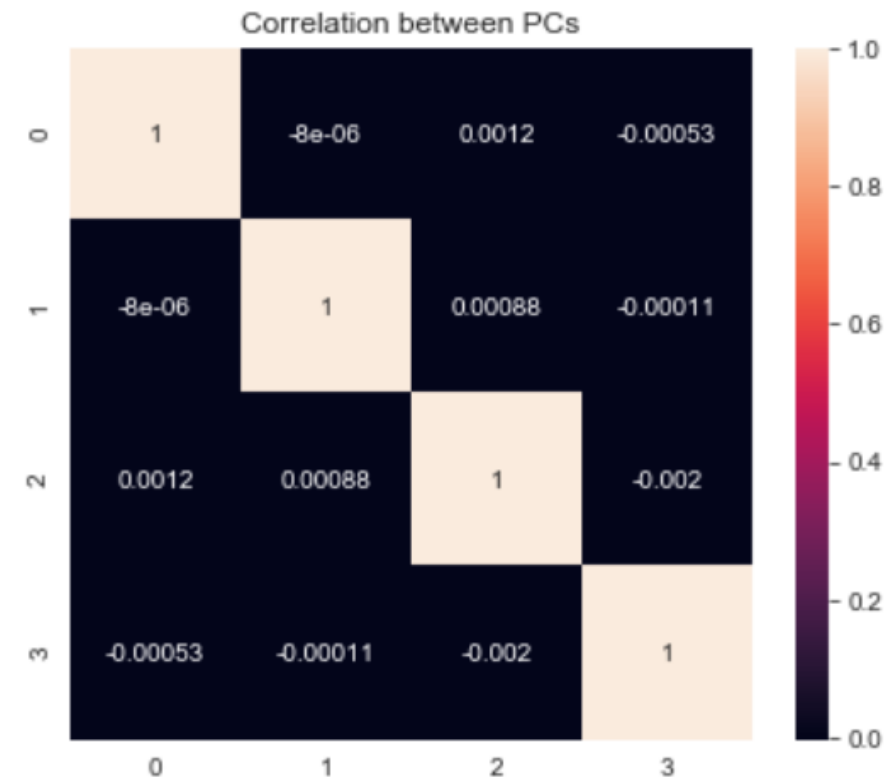 Correlation between PCs
1.0
0 1 -8e-06 0.0012 -0.00053
0.8
1 -8e-06 1 0.00088 -0.00011
0.6
2 0.0012 0.00088 1 -0.002
0.4
0.2
3 -0.00053 -0.00011 -0.002 1
0.0
0 1 2 3